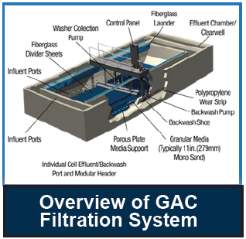 Fiberglass
Launder
Control Panel
Washer Collection
Pump
Effluent Chamber/
Clearwell
Fiberglass
Divider Sheets
Influent Ports
Polypropylene
Wear Strip
Backwash Pump
Backwash Shoe
Influent Ports
Porous Plate
Media Support
Granular Media
(Typically 11in.(279mm)
Mono Sand)
Individual Cell Effluent/Backwash
Port and Modular Header
Overview of GAC
Filtration System